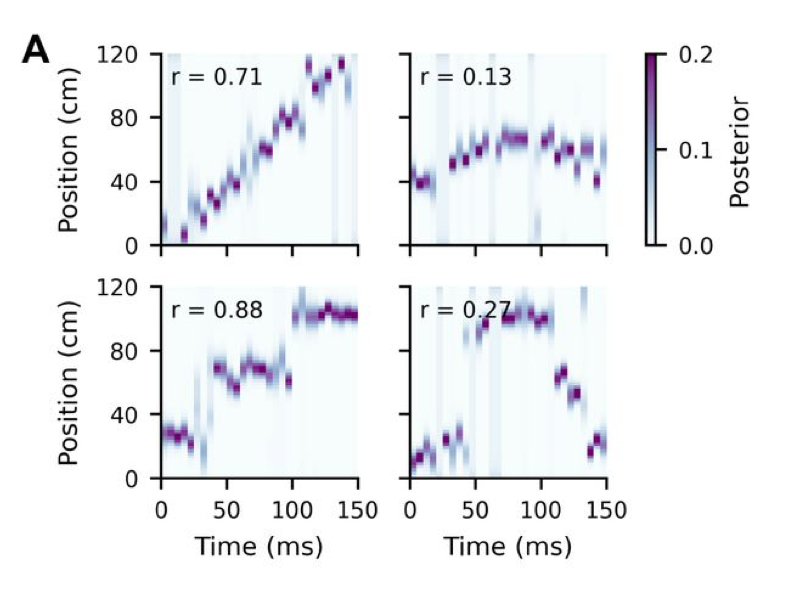 A
Position (cm)
120
80
40
0
r = 0.71
r = 0.13
0.2
0.1
0.0
Posterior
Position (cm)
120
80
40
0
r = 0.88
r = 0.27
0 50 100 150
0 50 100 150
Time (ms)
Time (ms)